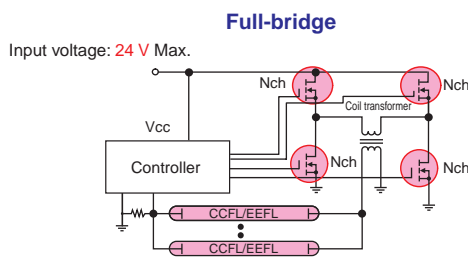 Full-bridge
Input voltage: 24 V Max.
Nch
Nch
Coil transformer
Vcc
Controller
Nch
Nch
CCFL/EEFL
CCFL/EEFL